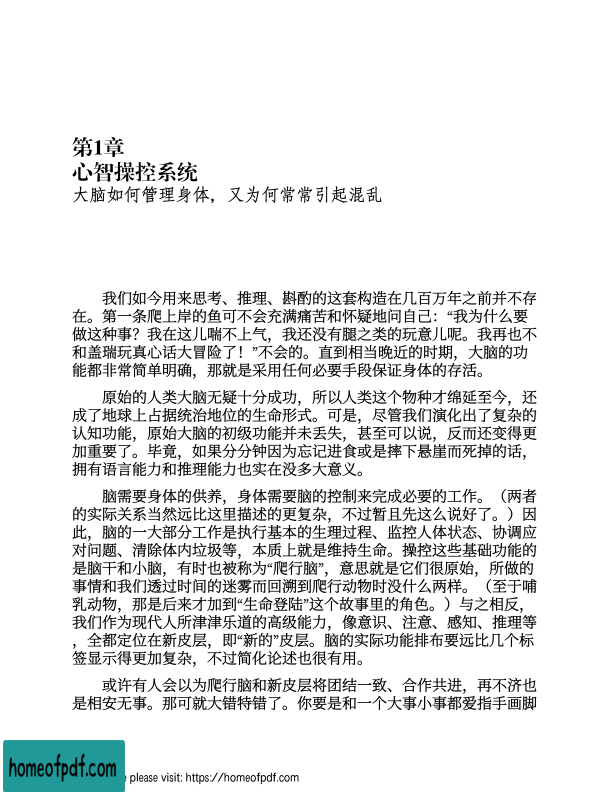 第1章
心智操控系统
大脑如何管理身体，又为何常常引起混乱
我们如今用来思考、推理、斟酌的这套构造在几百万年之前并不存
在。第一条爬上岸的鱼可不会充满痛苦和怀疑地问自己：“我为什么要
做这种事？我在这儿喘不上气，我还没有腿之类的玩意儿呢。我再也不
和盖瑞玩真心话大冒险了！”不会的。直到相当晚近的时期，大脑的功
能都非常简单明确，那就是采用任何必要手段保证身体的存活。
原始的人类大脑无疑十分成功，所以人类这个物种才绵延至今，还
成了地球上占据统治地位的生命形式。可是，尽管我们演化出了复杂的
认知功能，原始大脑的初级功能并未丢失，甚至可以说，反而还变得更
加重要了。毕竟，如果分分钟因为忘记进食或是摔下悬崖而死掉的话，
拥有语言能力和推理能力也实在没多大意义。
脑需要身体的供养，身体需要脑的控制来完成必要的工作。（两者
的实际关系当然远比这里描述的更复杂，不过暂且先这么说好了。）因
此，脑的一大部分工作是执行基本的生理过程、监控人体状态、协调应
对问题、清除体内垃圾等，本质上就是维持生命。操控这些基础功能的
是脑干和小脑，有时也被称为“爬行脑”，意思就是它们很原始，所做的
事情和我们透过时间的迷雾而回溯到爬行动物时没什么两样。（至于哺
乳动物，那是后来才加到“生命登陆”这个故事里的角色。）与之相反，
我们作为现代人所津津乐道的高级能力，像意识、注意、感知、推理等
，全都定位在新皮层，即“新的”皮层。脑的实际功能排布要远比几个标
签显示得更加复杂，不过简化论述也很有用。
或许有人会以为爬行脑和新皮层将团结一致、合作共进，再不济也
是相安无事。那可就大错特错了。你要是和一个大事小事都爱指手画脚
homeofpdf.com
e please visit: https://homeofpdf.com